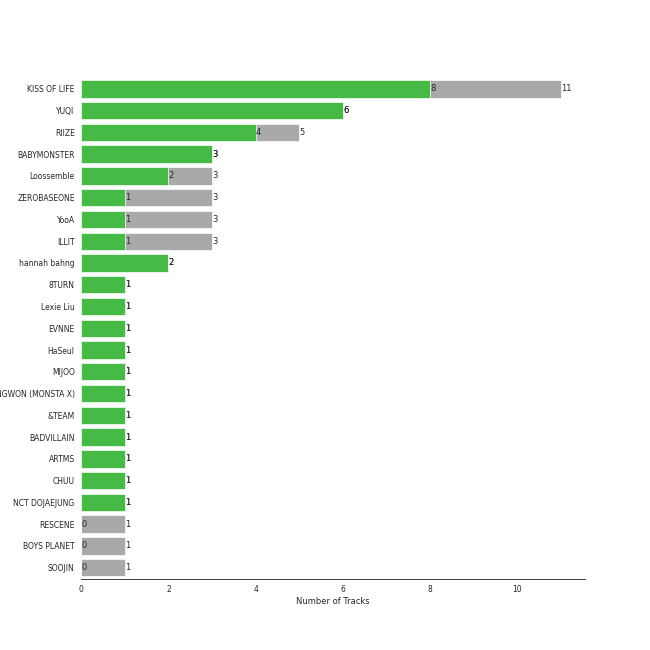 KISS OF LIFE 8 11
YUQI 6
RIIZE 4 5
BABYMONSTER 3
Loossemble 2 3
ZEROBASEONE 1 3
YooA 1 3
ILLIT 1 3
hannah bahng 2
8TURN 1
Lexie Liu 1
EVNNE 1
HaSeul 1
MIJOO 1
NGWON (MONSTA X) 1
&TEAM 1
BADVILLAIN 1
ARTMS 1
CHUU 1
NCT DOJAEJUNG 1
RESCENE 0 1
BOYS PLANET 0 1
SOOJIN 0 1
0 2 4 6 8 10
Number of Tracks